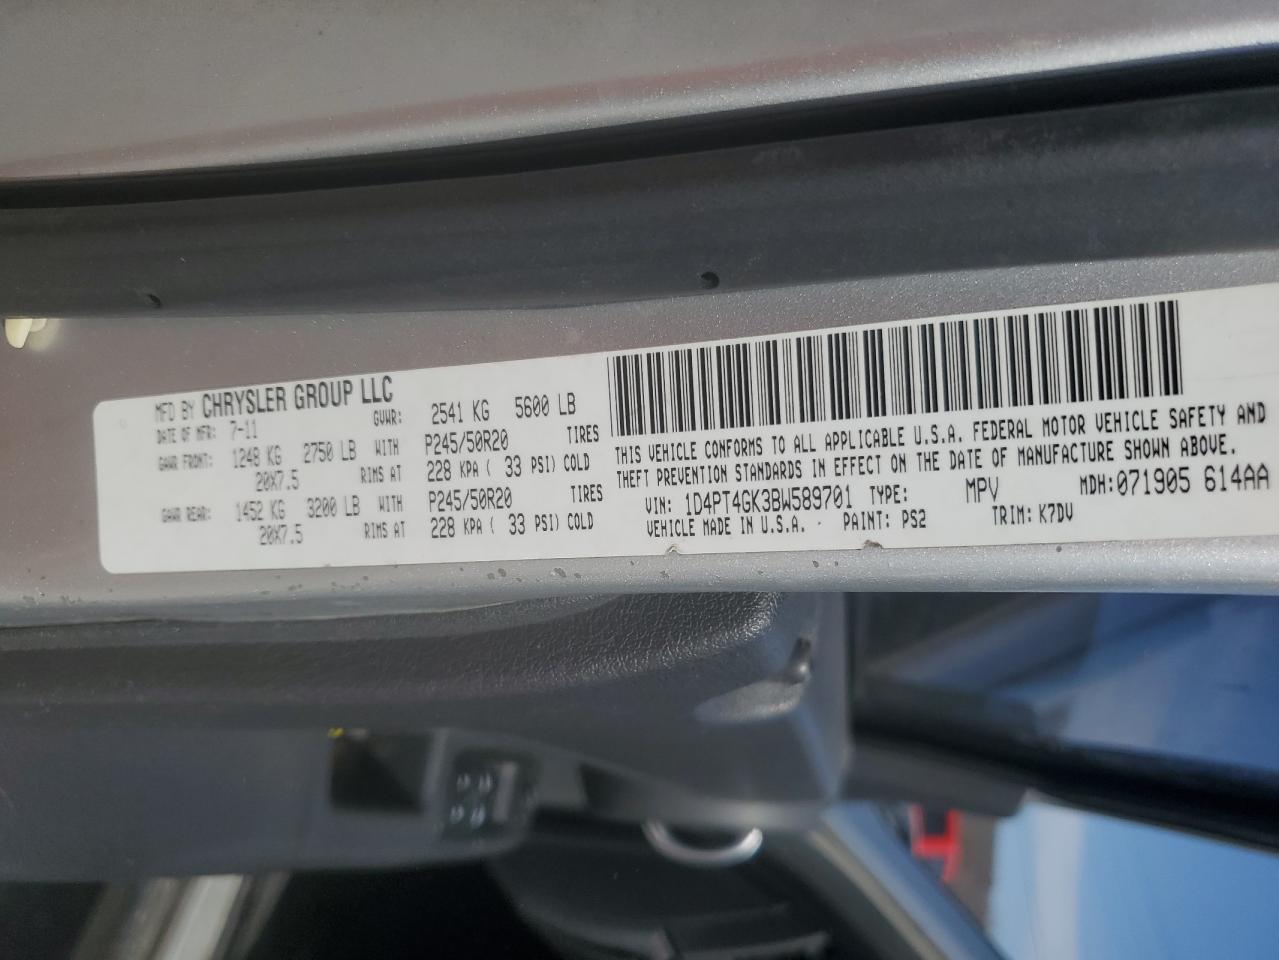 MFD BY CHRYSLER GROUP LLC
DATE OF MFR: 7-11 GVWR: 2541 KG 5600 LB
GAWR FRONT: 1248 KG 2750 LB WITH P245/50R20 TIRES
20X7.5 RIMS AT 228 KPA ( 33 PSI) COLD
GAWR REAR: 1452 KG 3200 LB WITH P245/50R20 TIRES
20X7.5 RIMS AT 228 KPA ( 33 PSI) COLD
THIS VEHICLE CONFORMS TO ALL APPLICABLE U.S.A. FEDERAL MOTOR VEHICLE SAFETY AND
THEFT PREVENTION STANDARDS IN EFFECT ON THE DATE OF MANUFACTURE SHOWN ABOVE.
VIN: 1D4PT4GK3BW589701 TYPE: MPV MDH: 071905 614AA
VEHICLE MADE IN U.S.A. PAINT: PS2 TRIM: K7DV